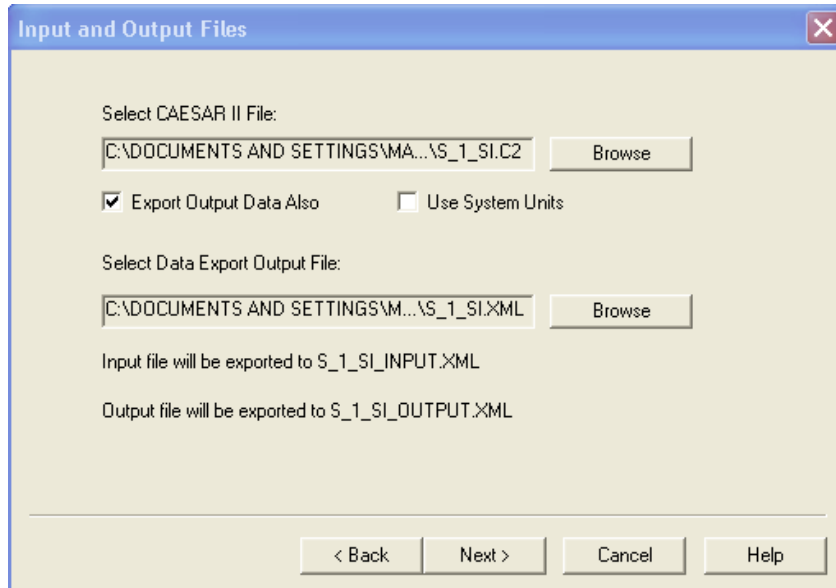 Input and Output Files
Select CAESAR II File:
C:\DOCUMENTS AND SETTINGS\MA...\S_1_SI.C2
Browse
Export Output Data Also
Use System Units
Select Data Export Output File:
C:\DOCUMENTS AND SETTINGS\M...\S_1_SI.XML
Browse
Input file will be exported to S_1_SI_INPUT.XML
Output file will be exported to S_1_SI_OUTPUT.XML
< Back
Next >
Cancel
Help